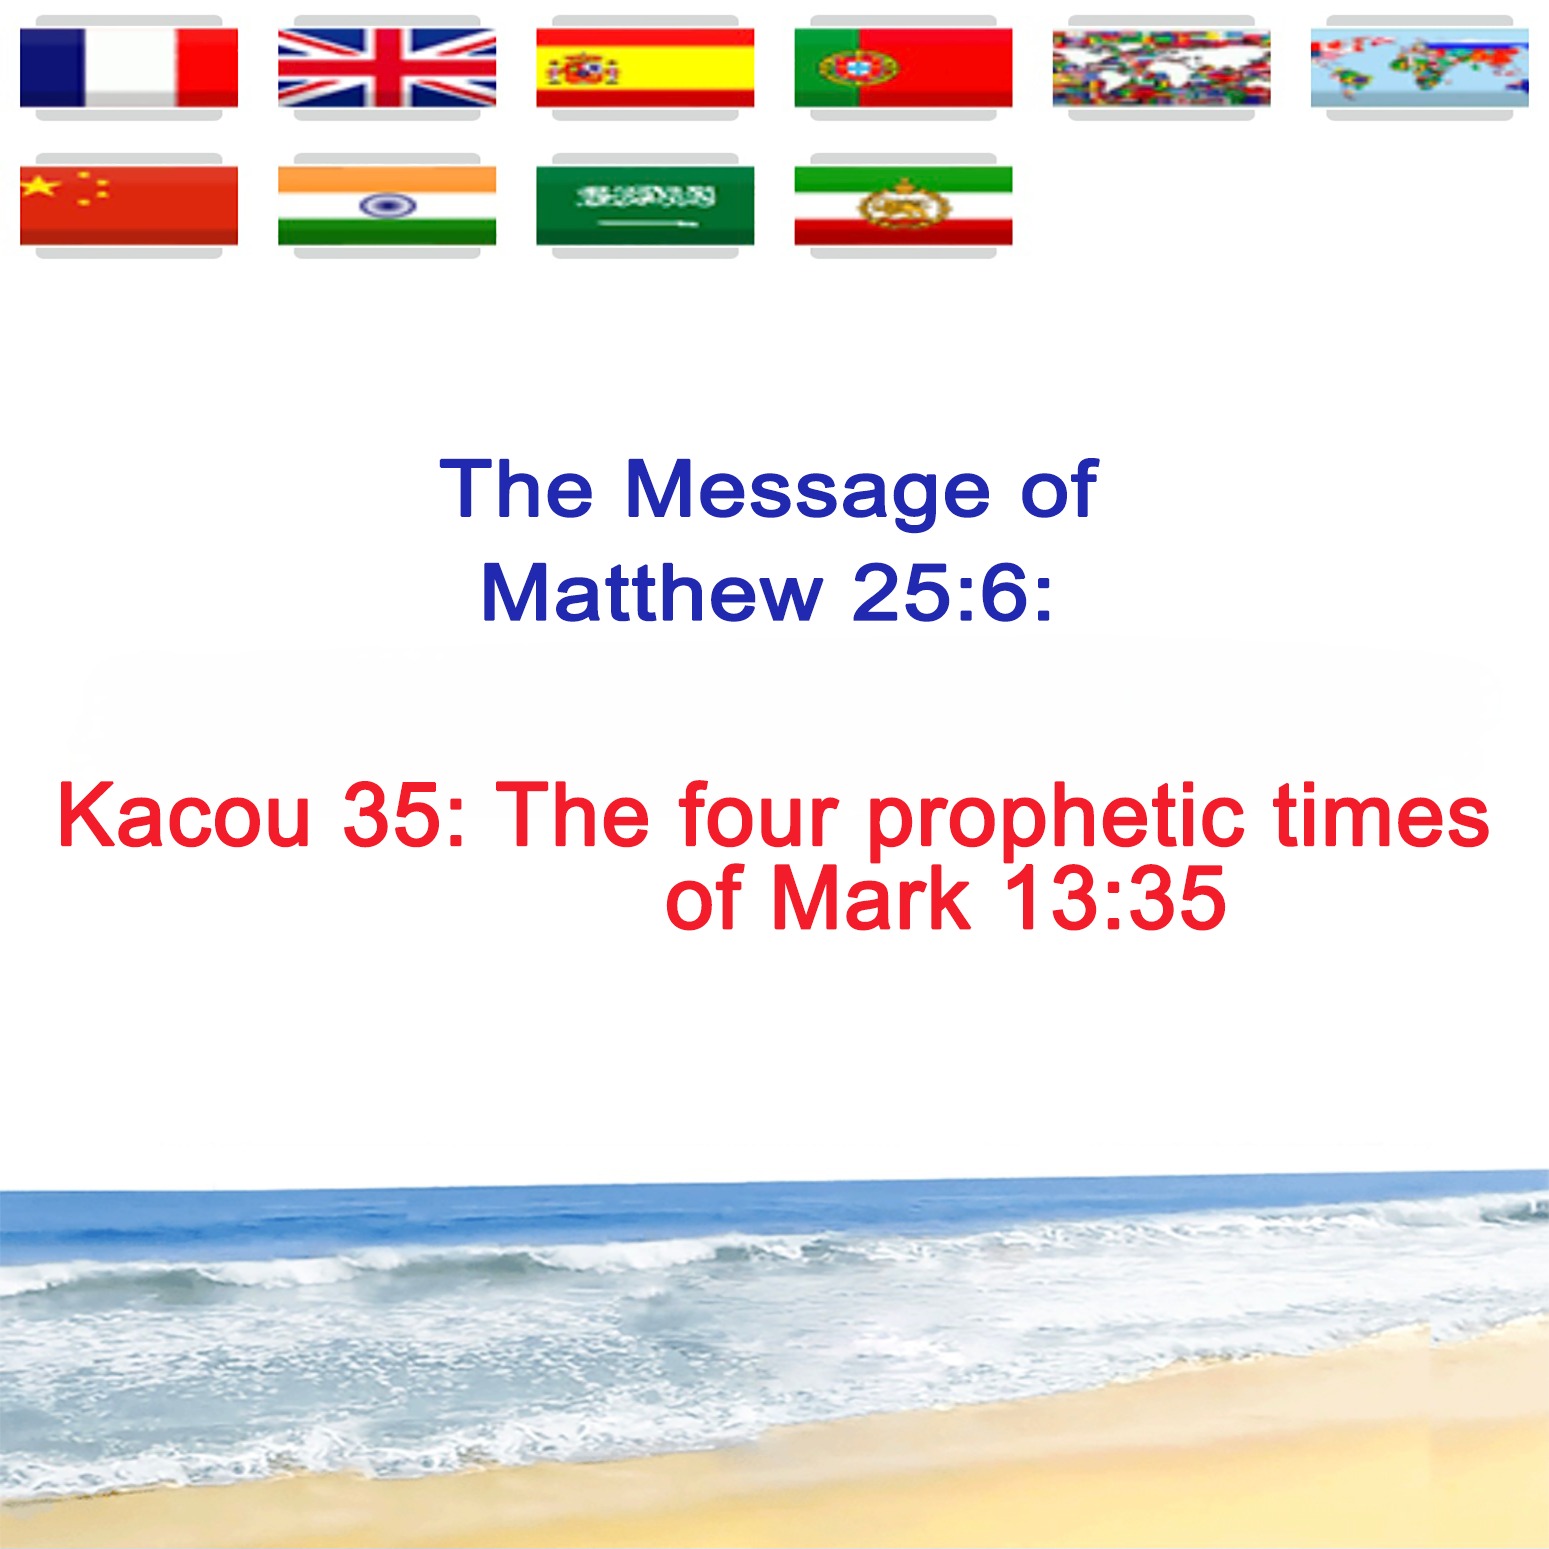 The Message of
Matthew 25:6:
Kacou 35: The four prophetic times
of Mark 13:35